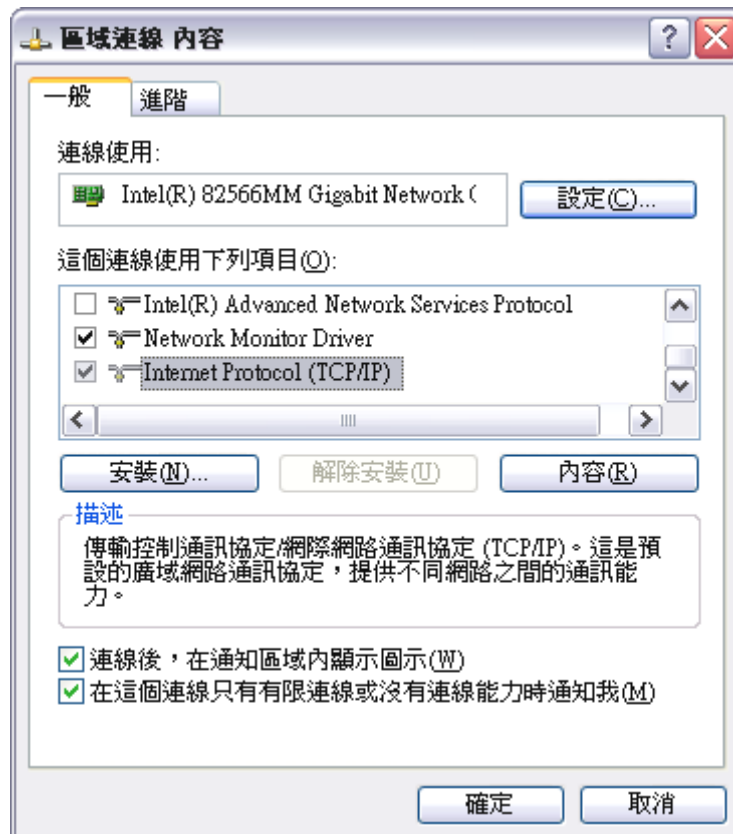 區域連線 內容
一般
進階
連線使用:
Intel(R) 82566MM Gigabit Network (
設定(C)...
這個連線使用下列項目(O):
Intel(R) Advanced Network Services Protocol
Network Monitor Driver
Internet Protocol (TCP/IP)
安裝(N)...
解除安裝(U)
內容(R)
描述
傳輸控制通訊協定/網際網路通訊協定 (TCP/IP)。這是預
設的廣域網路通訊協定，提供不同網路之間的通訊能
力。
連線後，在通知區域內顯示圖示(W)
在這個連線只有有限連線或沒有連線能力時通知我(M)
確定
取消